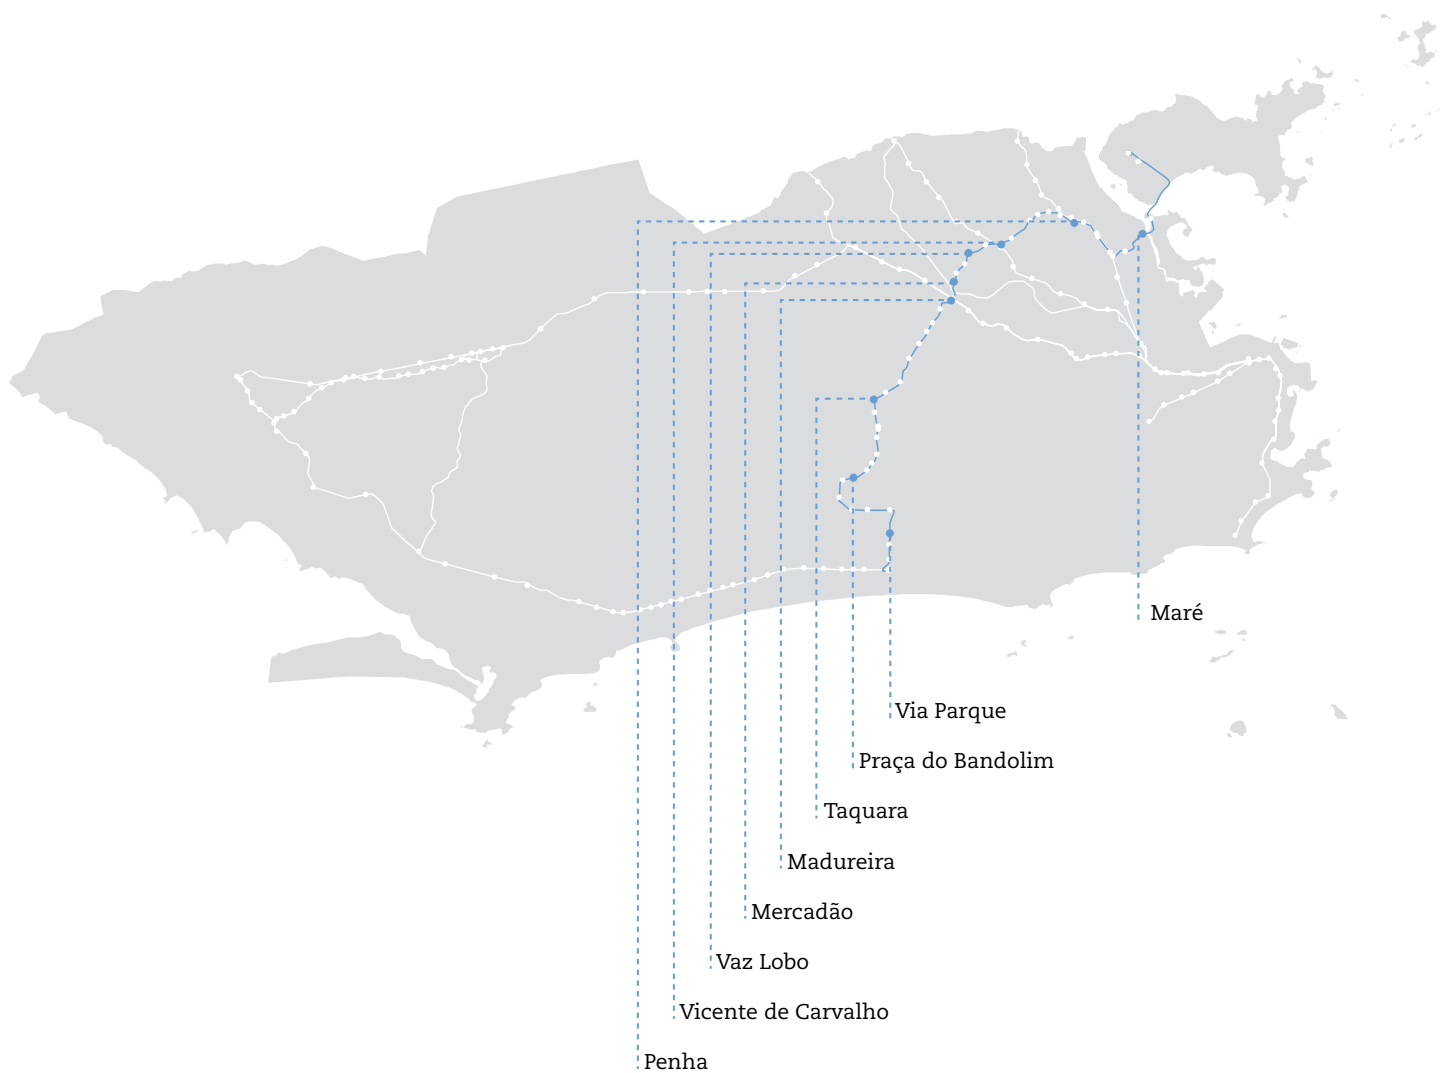 Maré
Via Parque
Praça do Bandolim
Taquara
Madureira
Mercadão
Vaz Lobo
Vicente de Carvalho
Penha